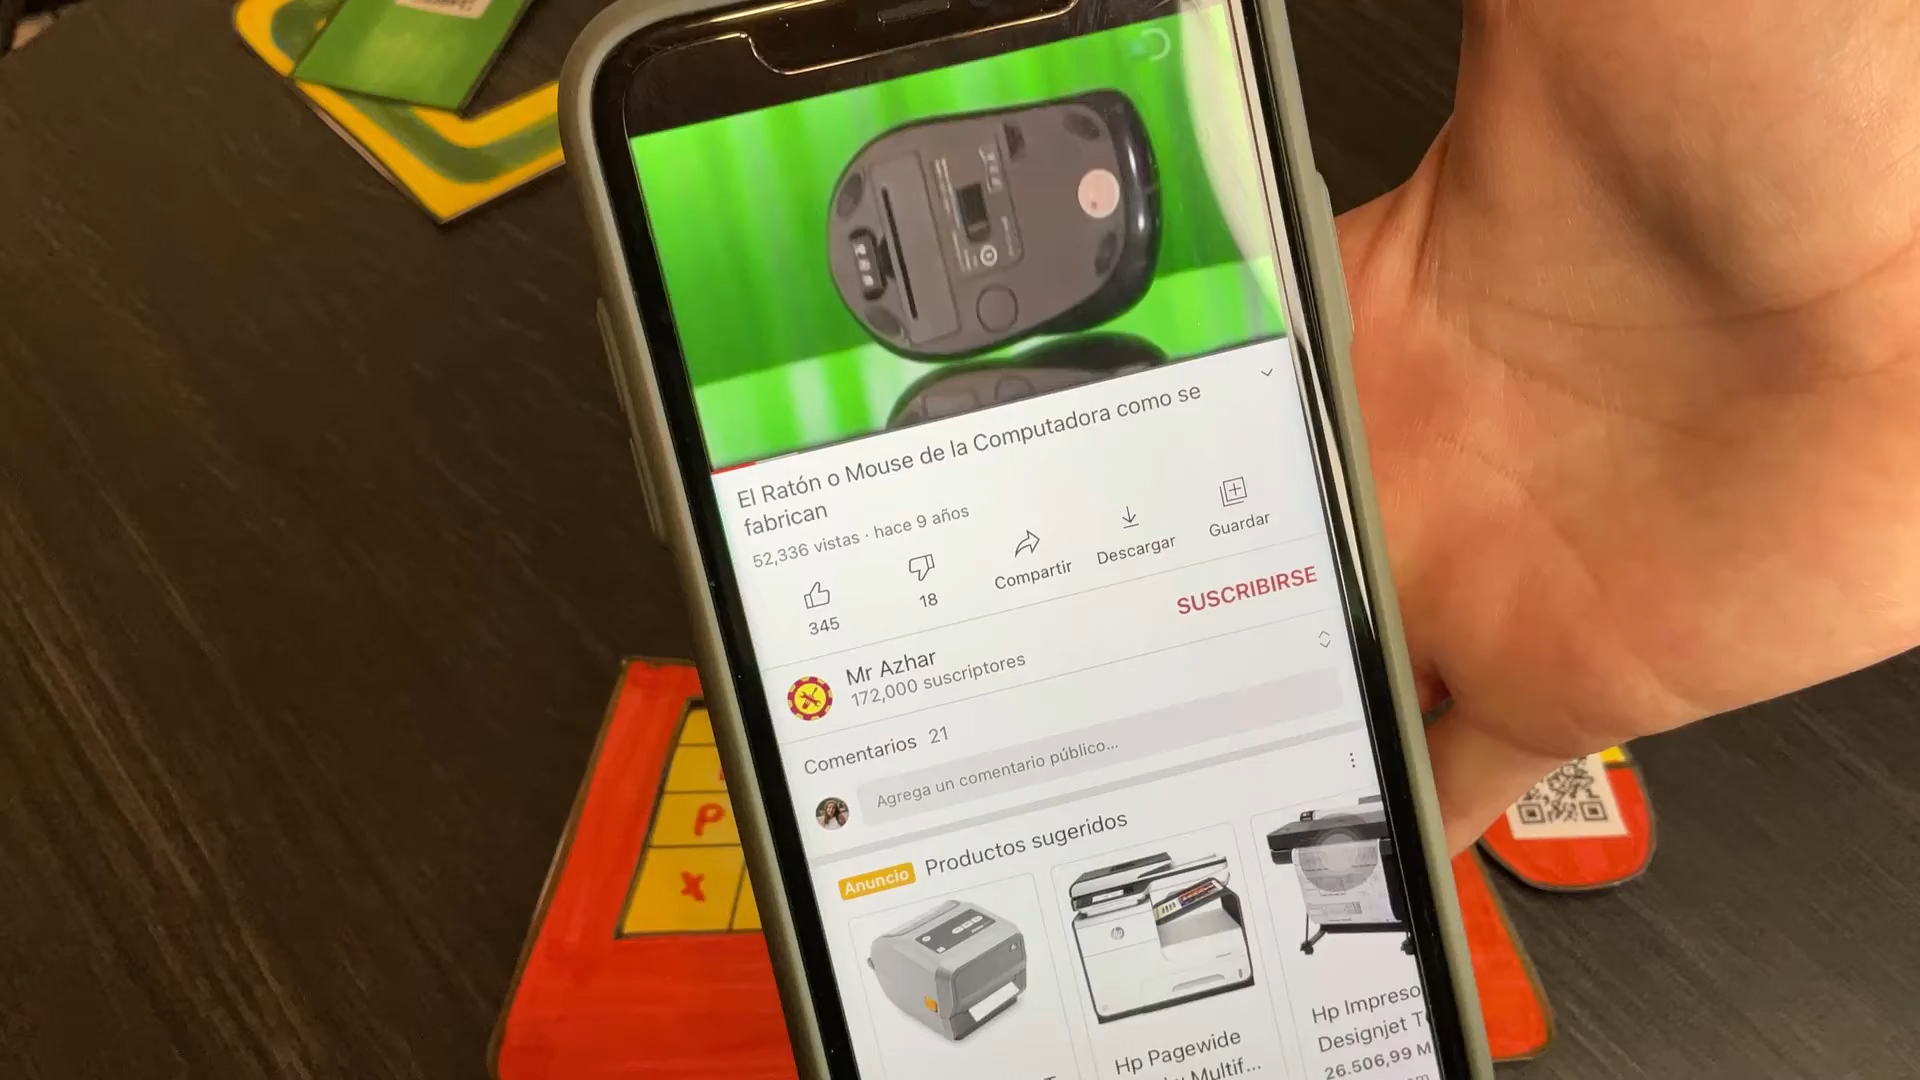 El Ratón o Mouse de la Computadora como se
fabrican
52,336 vistas · hace 9 años
345
18
Compartir
Descargar
Guardar
Mr Azhar
172,000 suscriptores
SUSCRIBIRSE
Comentarios 21
Agrega un comentario público...
Anuncio Productos sugeridos
hp
Hp Pagewide
Multif...
Hp Impreso
Designjet T
26.506,99 M
P
X